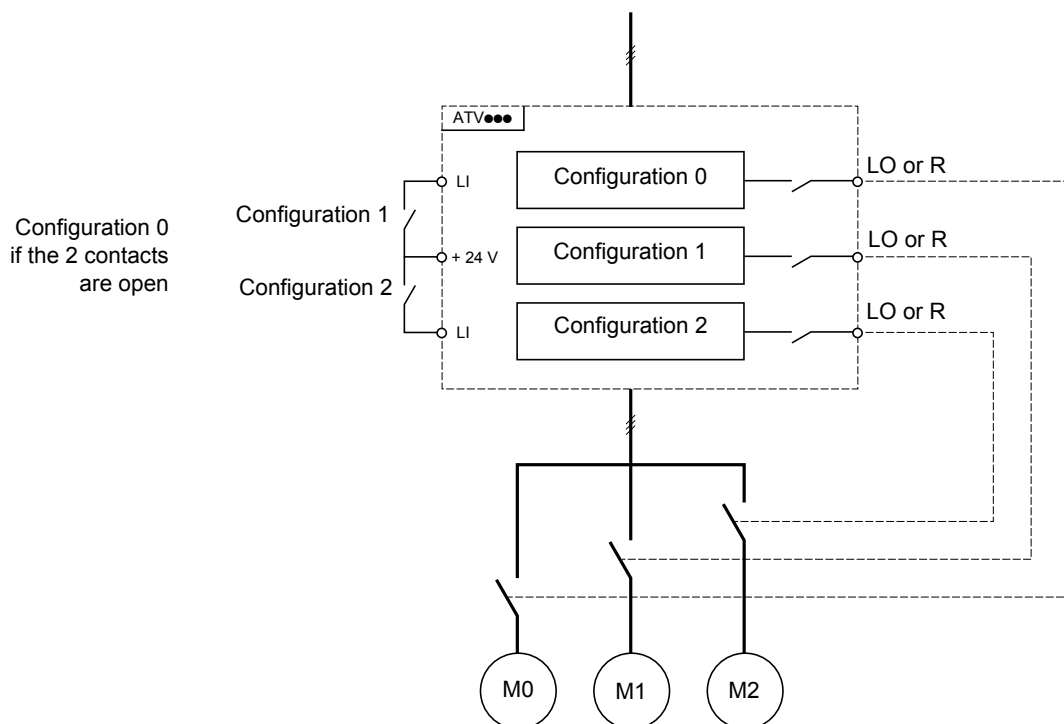 ATV●●●
Configuration 0
LO or R
LI
Configuration 1
Configuration 0
if the 2 contacts
are open
+ 24 V
Configuration 1
LO or R
Configuration 2
LI
Configuration 2
LO or R
M0
M1
M2